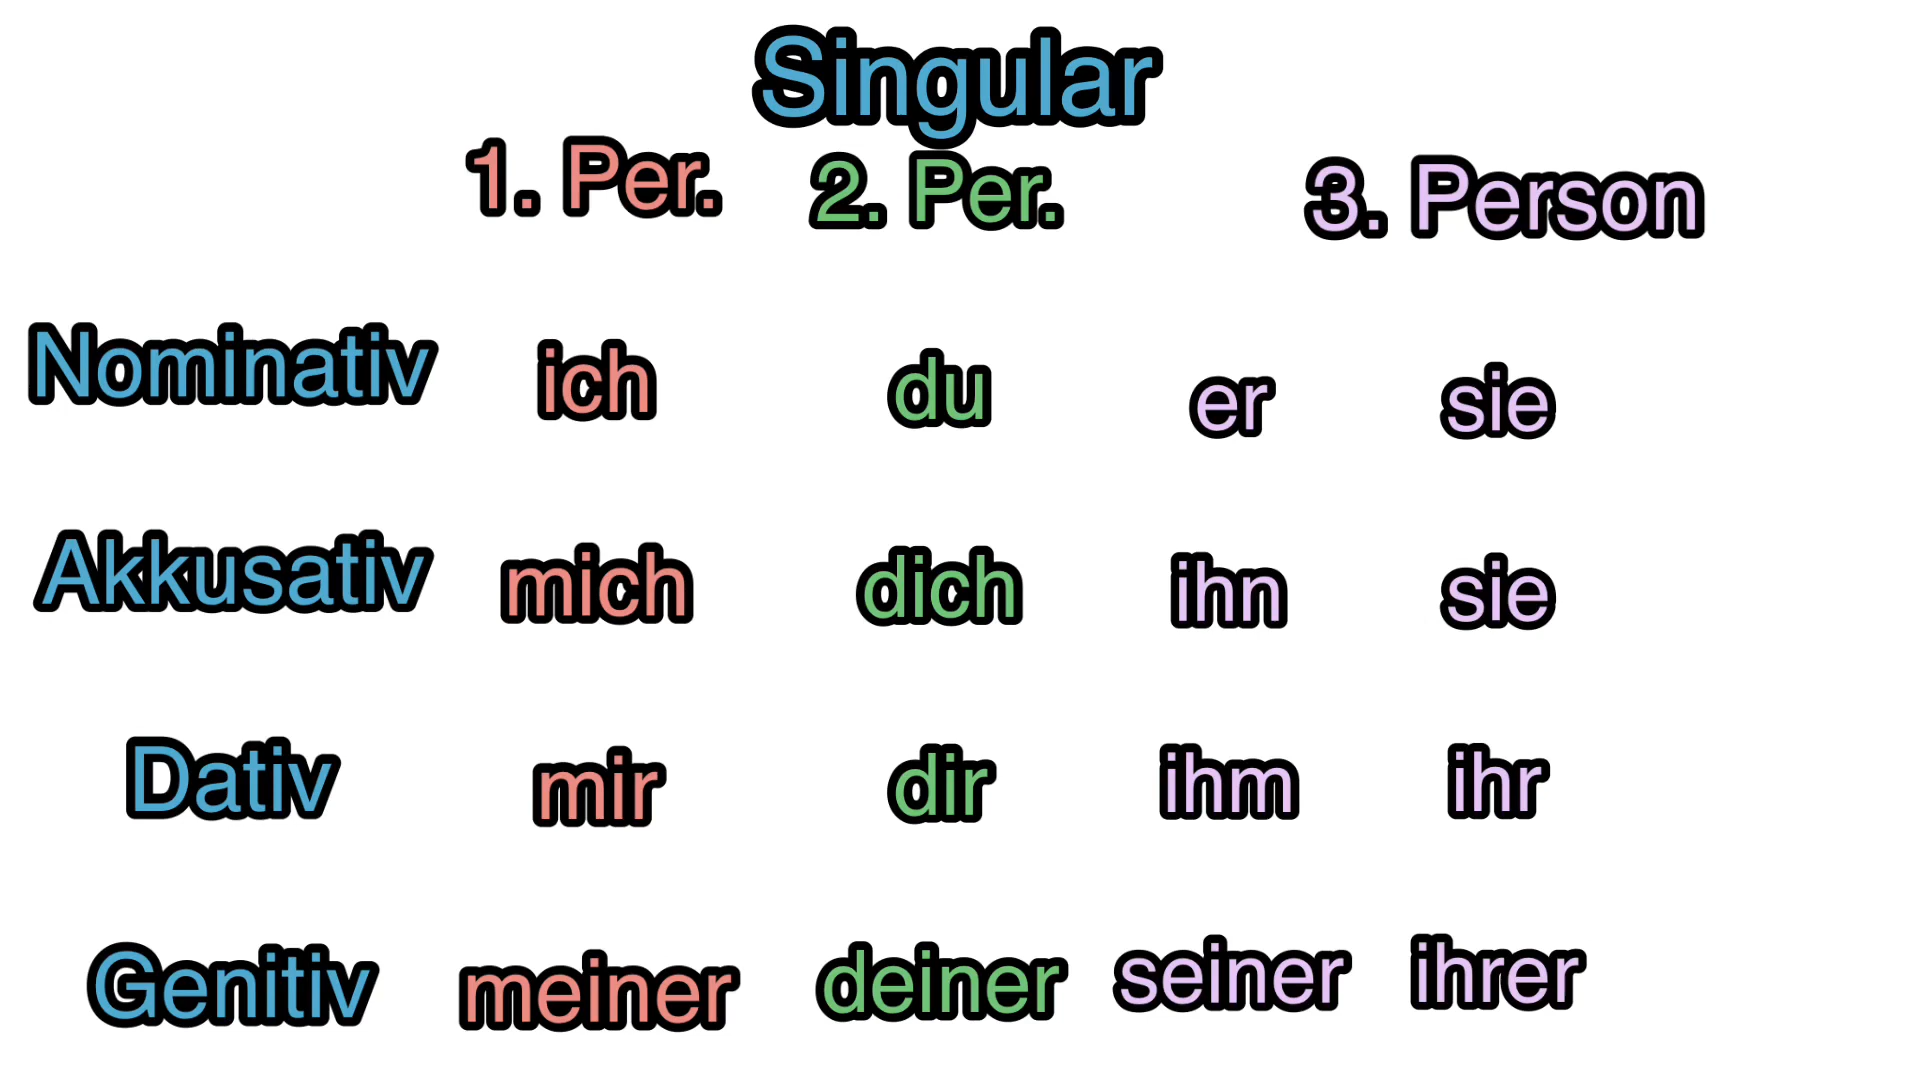 Singular
1. Per. 2. Per. 3. Person
Nominativ ich du er sie
Akkusativ mich dich ihn sie
Dativ mir dir ihm ihr
Genitiv meiner deiner seiner ihrer